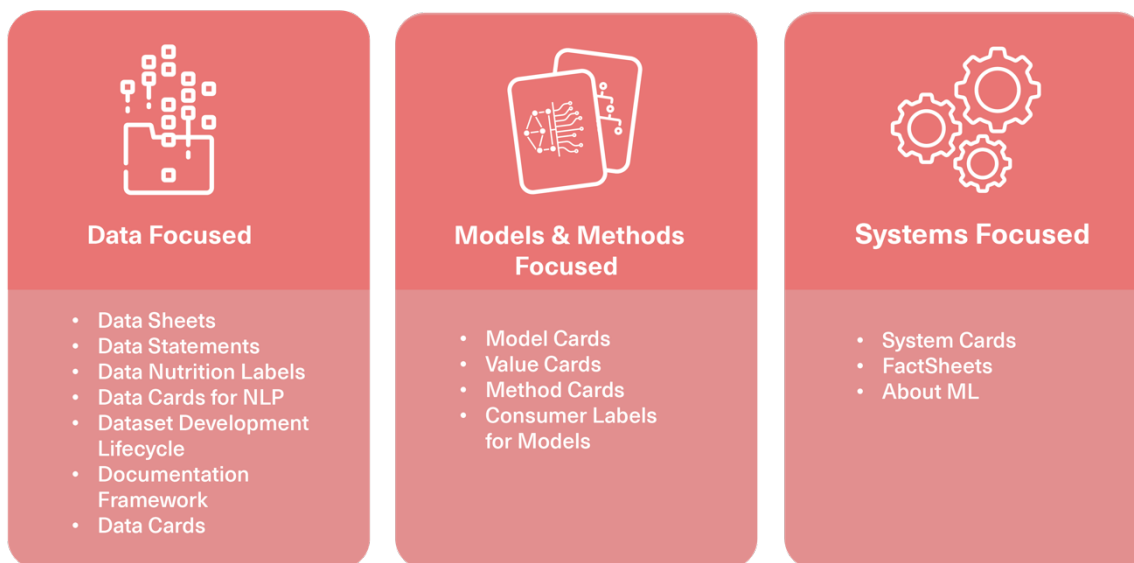 Data Focused
• Data Sheets
• Data Statements
• Data Nutrition Labels
• Data Cards for NLP
• Dataset Development
Lifecycle
• Documentation
Framework
• Data Cards
Models & Methods
Focused
• Model Cards
• Value Cards
• Method Cards
• Consumer Labels
for Models
Systems Focused
• System Cards
• FactSheets
• About ML